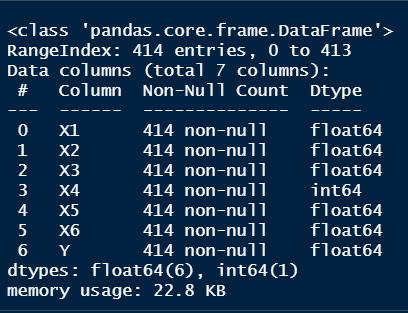 <class 'pandas.core.frame.DataFrame'>
RangeIndex: 414 entries, 0 to 413
Data columns (total 7 columns):
 #   Column  Non-Null Count  Dtype
---  ------  --------------  -----
 0   X1      414 non-null    float64
 1   X2      414 non-null    float64
 2   X3      414 non-null    float64
 3   X4      414 non-null    int64
 4   X5      414 non-null    float64
 5   X6      414 non-null    float64
 6   Y       414 non-null    float64
dtypes: float64(6), int64(1)
memory usage: 22.8 KB